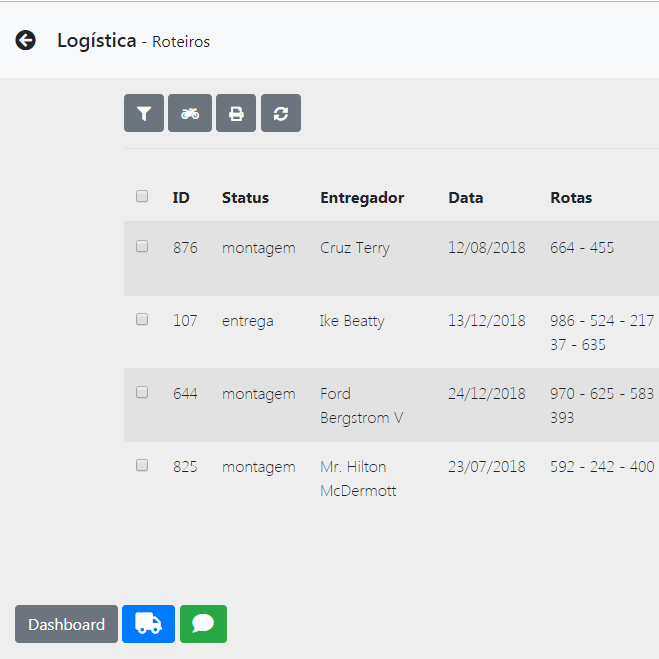 Logística - Roteiros
ID Status Entregador Data Rotas
876 montagem Cruz Terry 12/08/2018 664 - 455
107 entrega Ike Beatty 13/12/2018 986 - 524 - 217
37 - 635
644 montagem Ford 24/12/2018 970 - 625 - 583
Bergstrom V 393
825 montagem Mr. Hilton 23/07/2018 592 - 242 - 400
McDermott
Dashboard